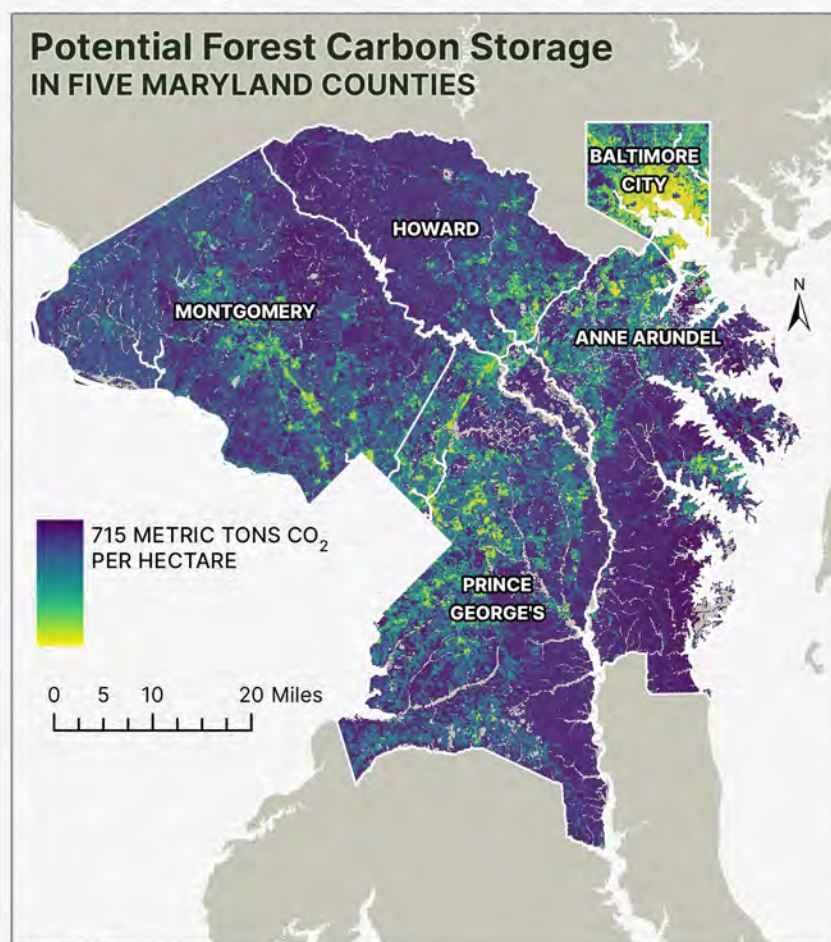 Potential Forest Carbon Storage
IN FIVE MARYLAND COUNTIES
BALTIMORE
CITY
HOWARD
MONTGOMERY
N
ANNE ARUNDEL
715 METRIC TONS CO₂
PER HECTARE
PRINCE
GEORGE'S
0 5 10 20 Miles